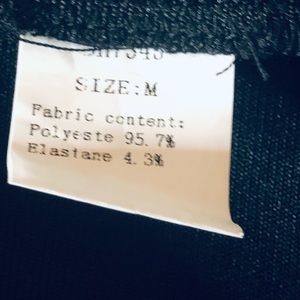 SIZE:M
Fabric content:
Polyeste 95.7%
Elastane 4.3%